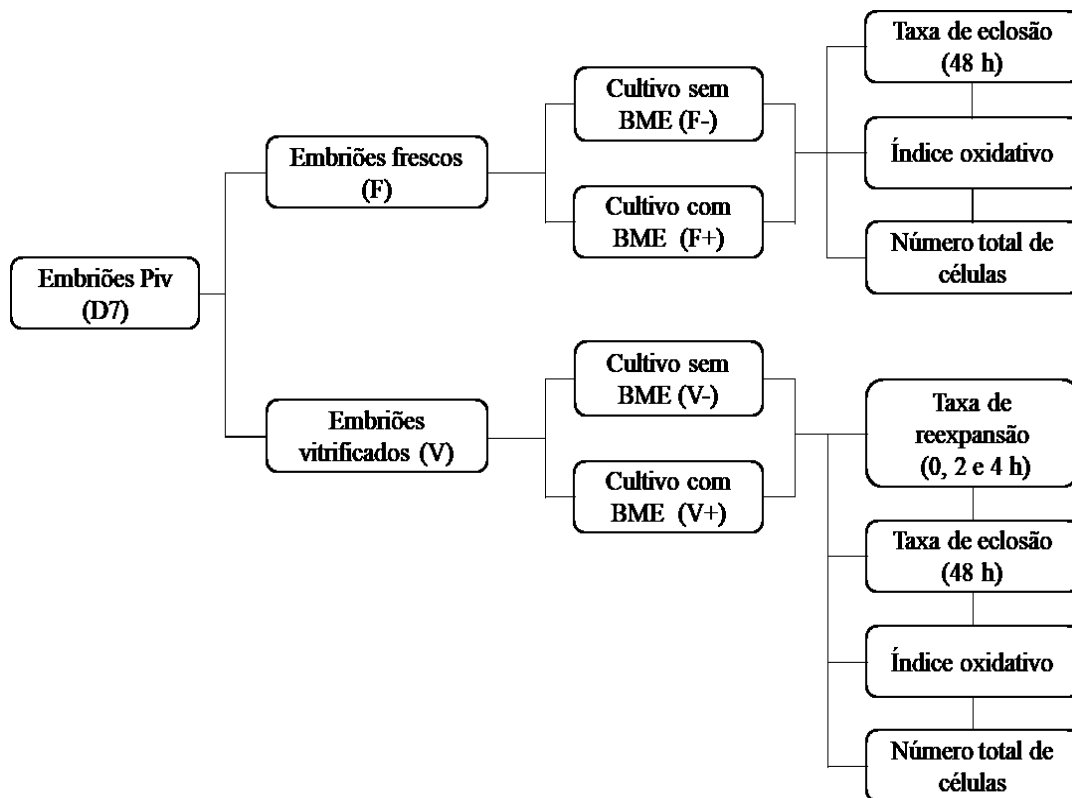 Embriões Piv
(D7)
Embriões frescos
(F)
Cultivo sem
BME (F-)
Cultivo com
BME (F+)
Taxa de eclosão
(48 h)
Índice oxidativo
Número total de
células
Embriões
vitrificados (V)
Cultivo sem
BME (V-)
Cultivo com
BME (V+)
Taxa de
reexpansão
(0, 2 e 4 h)
Taxa de eclosão
(48 h)
Índice oxidativo
Número total de
células